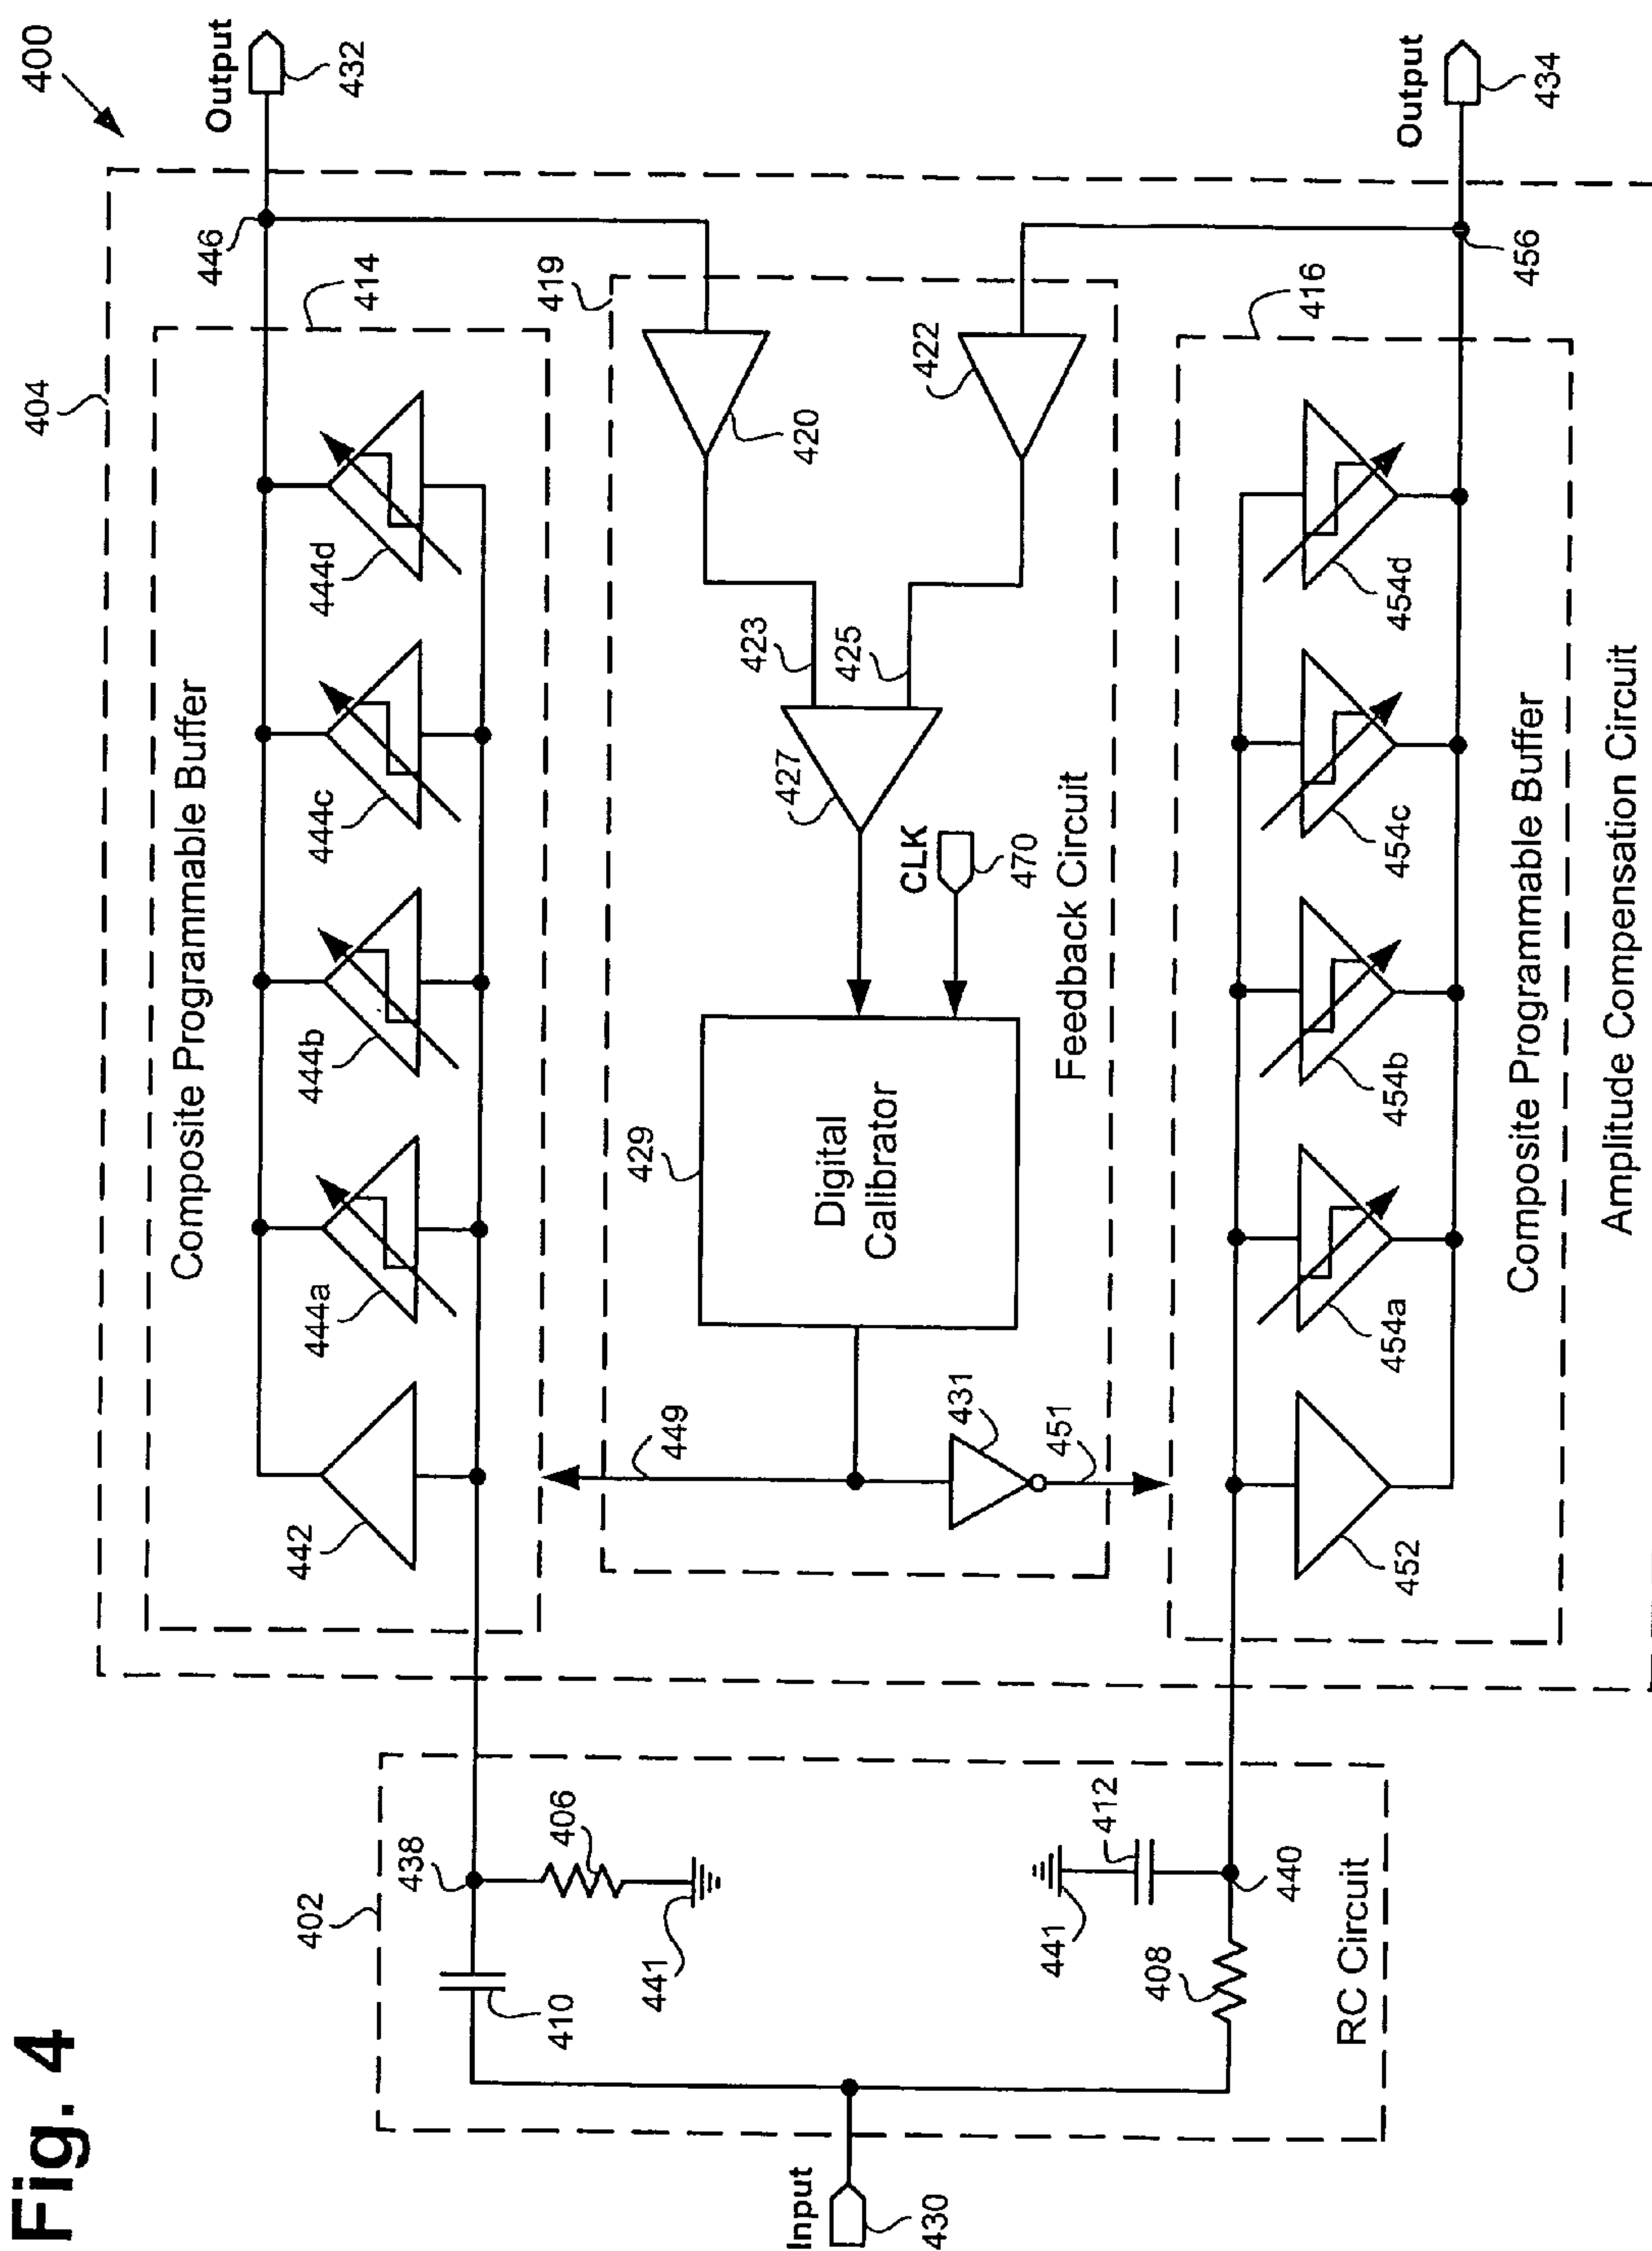 Fig. 4
400
404
Output
432
446
414
Composite Programmable Buffer
442
444a
444b
444c
444d
402
438
406
410
441
419
420
422
423
425
427
CLK
470
429
Digital
Calibrator
449
431
451
Feedback Circuit
Input
430
441
412
408
440
RC Circuit
416
452
454a
454b
454c
454d
456
Output
434
Composite Programmable Buffer
Amplitude Compensation Circuit